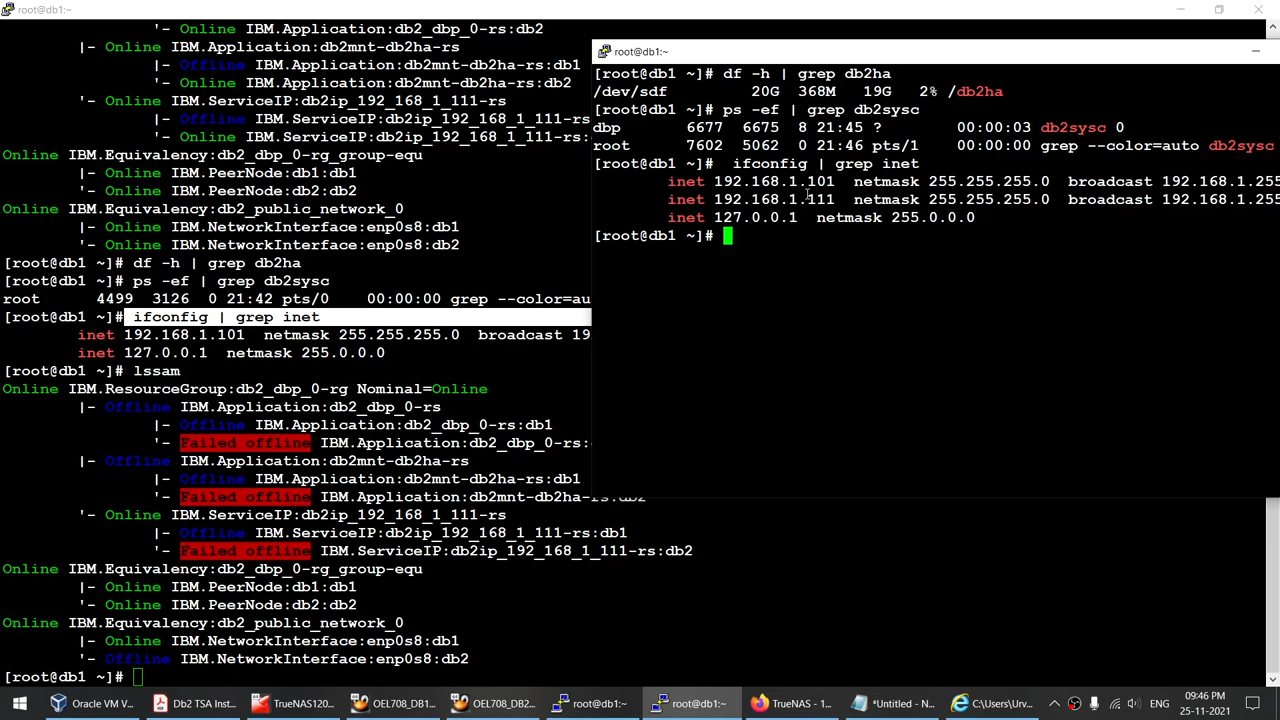 root@db1:~
'- Online IBM.Application:db2_dbp_0-rs:db2
|- Online IBM.Application:db2mnt-db2ha-rs
|- Offline IBM.Application:db2mnt-db2ha-rs:db1
'- Online IBM.Application:db2mnt-db2ha-rs:db2
'- Online IBM.ServiceIP:db2ip_192_168_1_111-rs
|- Offline IBM.ServiceIP:db2ip_192_168_1_111-rs
'- Online IBM.ServiceIP:db2ip_192_168_1_111-rs:
Online IBM.Equivalency:db2_dbp_0-rg_group-equ
|- Online IBM.PeerNode:db1:db1
'- Online IBM.PeerNode:db2:db2
Online IBM.Equivalency:db2_public_network_0
|- Online IBM.NetworkInterface:enp0s8:db1
'- Online IBM.NetworkInterface:enp0s8:db2
[root@db1 ~]# df -h | grep db2ha
[root@db1 ~]# ps -ef | grep db2sysc
root 4499 3126 0 21:42 pts/0 00:00:00 grep --color=au
[root@db1 ~]# ifconfig | grep inet
inet 192.168.1.101 netmask 255.255.255.0 broadcast 19
inet 127.0.0.1 netmask 255.0.0.0
[root@db1 ~]# lssam
Online IBM.ResourceGroup:db2_dbp_0-rg Nominal=Online
|- Offline IBM.Application:db2_dbp_0-rs
|- Offline IBM.Application:db2_dbp_0-rs:db1
'- Failed offline IBM.Application:db2_dbp_0-rs:
|- Offline IBM.Application:db2mnt-db2ha-rs
|- Offline IBM.Application:db2mnt-db2ha-rs:db1
'- Failed offline IBM.Application:db2mnt-db2ha-rs:db2
'- Online IBM.ServiceIP:db2ip_192_168_1_111-rs
|- Offline IBM.ServiceIP:db2ip_192_168_1_111-rs:db1
'- Failed offline IBM.ServiceIP:db2ip_192_168_1_111-rs:db2
Online IBM.Equivalency:db2_dbp_0-rg_group-equ
|- Online IBM.PeerNode:db1:db1
'- Online IBM.PeerNode:db2:db2
Online IBM.Equivalency:db2_public_network_0
|- Online IBM.NetworkInterface:enp0s8:db1
'- Offline IBM.NetworkInterface:enp0s8:db2
[root@db1 ~]#
root@db1:~
[root@db1 ~]# df -h | grep db2ha
/dev/sdf 20G 368M 19G 2% /db2ha
[root@db1 ~]# ps -ef | grep db2sysc
dbp 6677 6675 8 21:45 ? 00:00:03 db2sysc 0
root 7602 5062 0 21:46 pts/1 00:00:00 grep --color=auto db2sysc
[root@db1 ~]# ifconfig | grep inet
inet 192.168.1.101 netmask 255.255.255.0 broadcast 192.168.1.255
inet 192.168.1.111 netmask 255.255.255.0 broadcast 192.168.1.255
inet 127.0.0.1 netmask 255.0.0.0
[root@db1 ~]#
Oracle VM V...
Db2 TSA Inst...
TrueNAS120...
OEL708_DB1...
OEL708_DB2...
root@db1:~
root@db1:~
TrueNAS - 1...
*Untitled - N...
C:\Users\Urv...
ENG
09:46 PM
25-11-2021